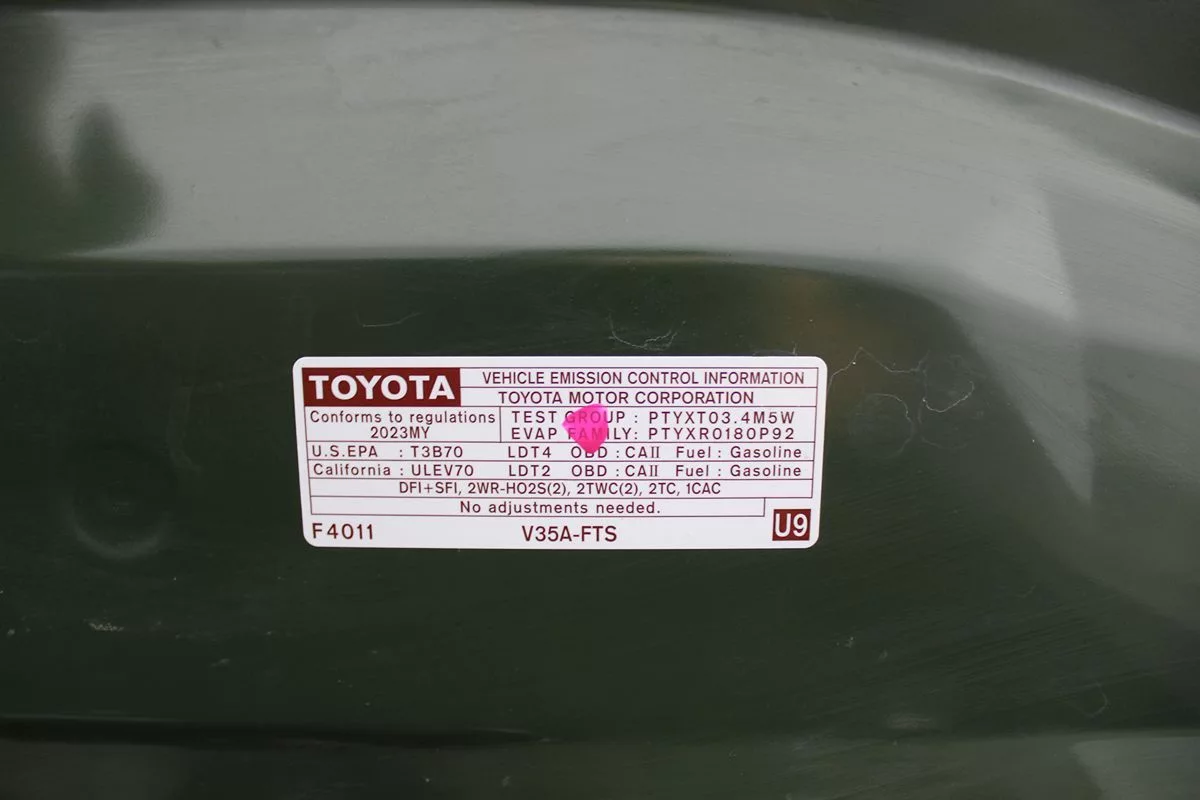 TOYOTA VEHICLE EMISSION CONTROL INFORMATION
TOYOTA MOTOR CORPORATION
Conforms to regulations
2023MY
TEST GROUP : PTYXT03.4M5W
EVAP FAMILY: PTYXR0180P92
U.S.EPA : T3B70 LDT4 OBD : CAII Fuel : Gasoline
California : ULEV70 LDT2 OBD : CAII Fuel : Gasoline
DFI+SFI, 2WR-HO2S(2), 2TWC(2), 2TC, 1CAC
No adjustments needed.
F4011 V35A-FTS U9